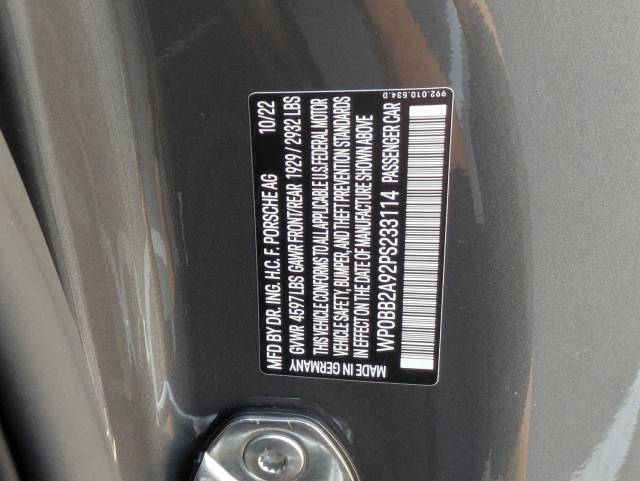 MFD BY DR. ING. H.C. F. PORSCHE AG 10/22
GVWR 4597 LBS GAWR FRONT/REAR 1929 / 2932 LBS
THIS VEHICLE CONFORMS TO ALL APPLICABLE U.S. FEDERAL MOTOR
VEHICLE SAFETY, BUMPER, AND THEFT PREVENTION STANDARDS
IN EFFECT ON THE DATE OF MANUFACTURE SHOWN ABOVE
WP0BB2A92PS233114 PASSENGER CAR
MADE IN GERMANY
992.010.534.D